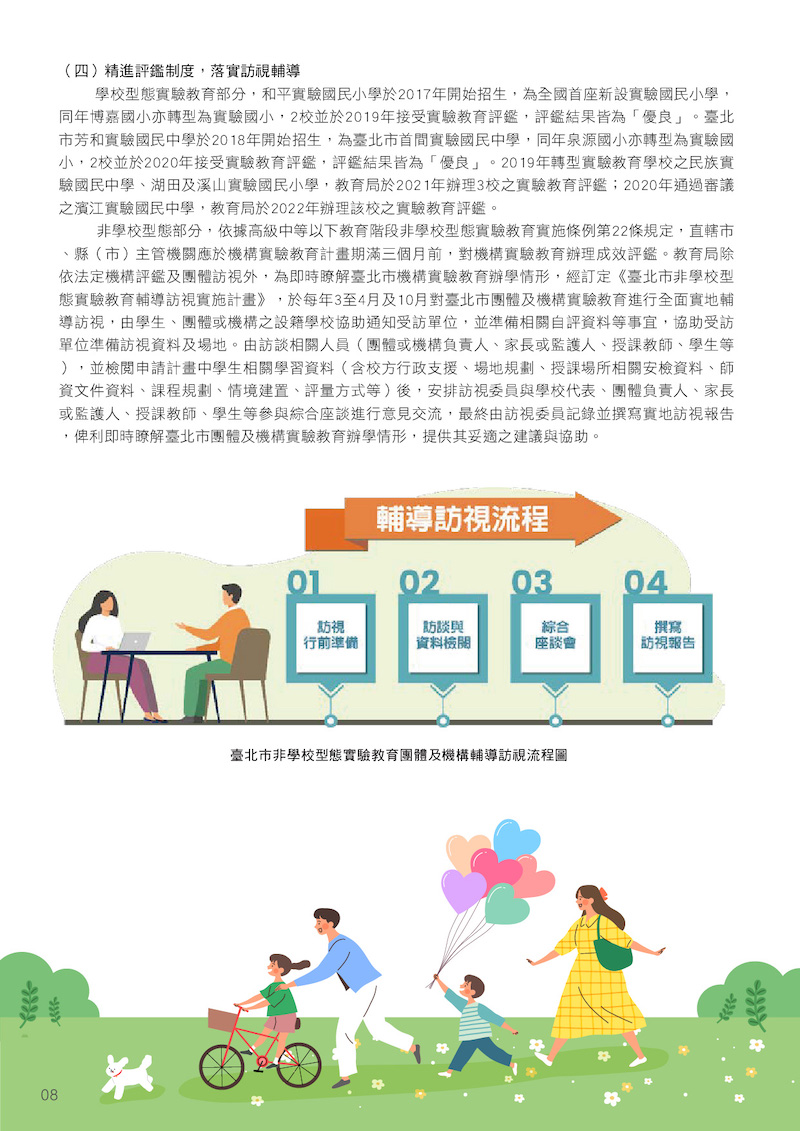 （四）精進評鑑制度，落實訪視輔導
學校型態實驗教育部分，和平實驗國民小學於2017年開始招生，為全國首座新設實驗國民小學，
同年博嘉國小亦轉型為實驗國小，2校並於2019年接受實驗教育評鑑，評鑑結果皆為「優良」。臺北
市芳和實驗國民中學於2018年開始招生，為臺北市首間實驗國民中學，同年泉源國小亦轉型為實驗國
小，2校並於2020年接受實驗教育評鑑，評鑑結果皆為「優良」。2019年轉型實驗教育學校之民族實
驗國民中學、湖田及溪山實驗國民小學，教育局於2021年辦理3校之實驗教育評鑑；2020年通過審議
之濱江實驗國民中學，教育局於2022年辦理該校之實驗教育評鑑。
非學校型態部分，依據高級中等以下教育階段非學校型態實驗教育實施條例第22條規定，直轄市
、縣（市）主管機關應於機構實驗教育計畫期滿三個月前，對機構實驗教育辦理成效評鑑。教育局除
依法定機構評鑑及團體訪視外，為即時瞭解臺北市機構實驗教育辦學情形，經訂定《臺北市非學校型
態實驗教育輔導訪視實施計畫》，於每年3至4月及10月對臺北市團體及機構實驗教育進行全面實地輔
導訪視，由學生、團體或機構之設籍學校協助通知受訪單位，並準備相關自評資料等事宜，協助受訪
單位準備訪視資料及場地。由訪談相關人員（團體或機構負責人、家長或監護人、授課教師、學生等
），並檢閱申請計畫中學生相關學習資料（含校方行政支援、場地規劃、授課場所相關安檢資料、師
資文件資料、課程規劃、情境建置、評量方式等）後，安排訪視委員與學校代表、團體負責人、家長
或監護人、授課教師、學生等參與綜合座談進行意見交流，最終由訪視委員記錄並撰寫實地訪視報告
，俾利即時瞭解臺北市團體及機構實驗教育辦學情形，提供其妥適之建議與協助。
輔導訪視流程
01
訪視
行前準備
02
訪談與
資料檢閱
03
綜合
座談會
04
撰寫
訪視報告
臺北市非學校型態實驗教育團體及機構輔導訪視流程圖
08